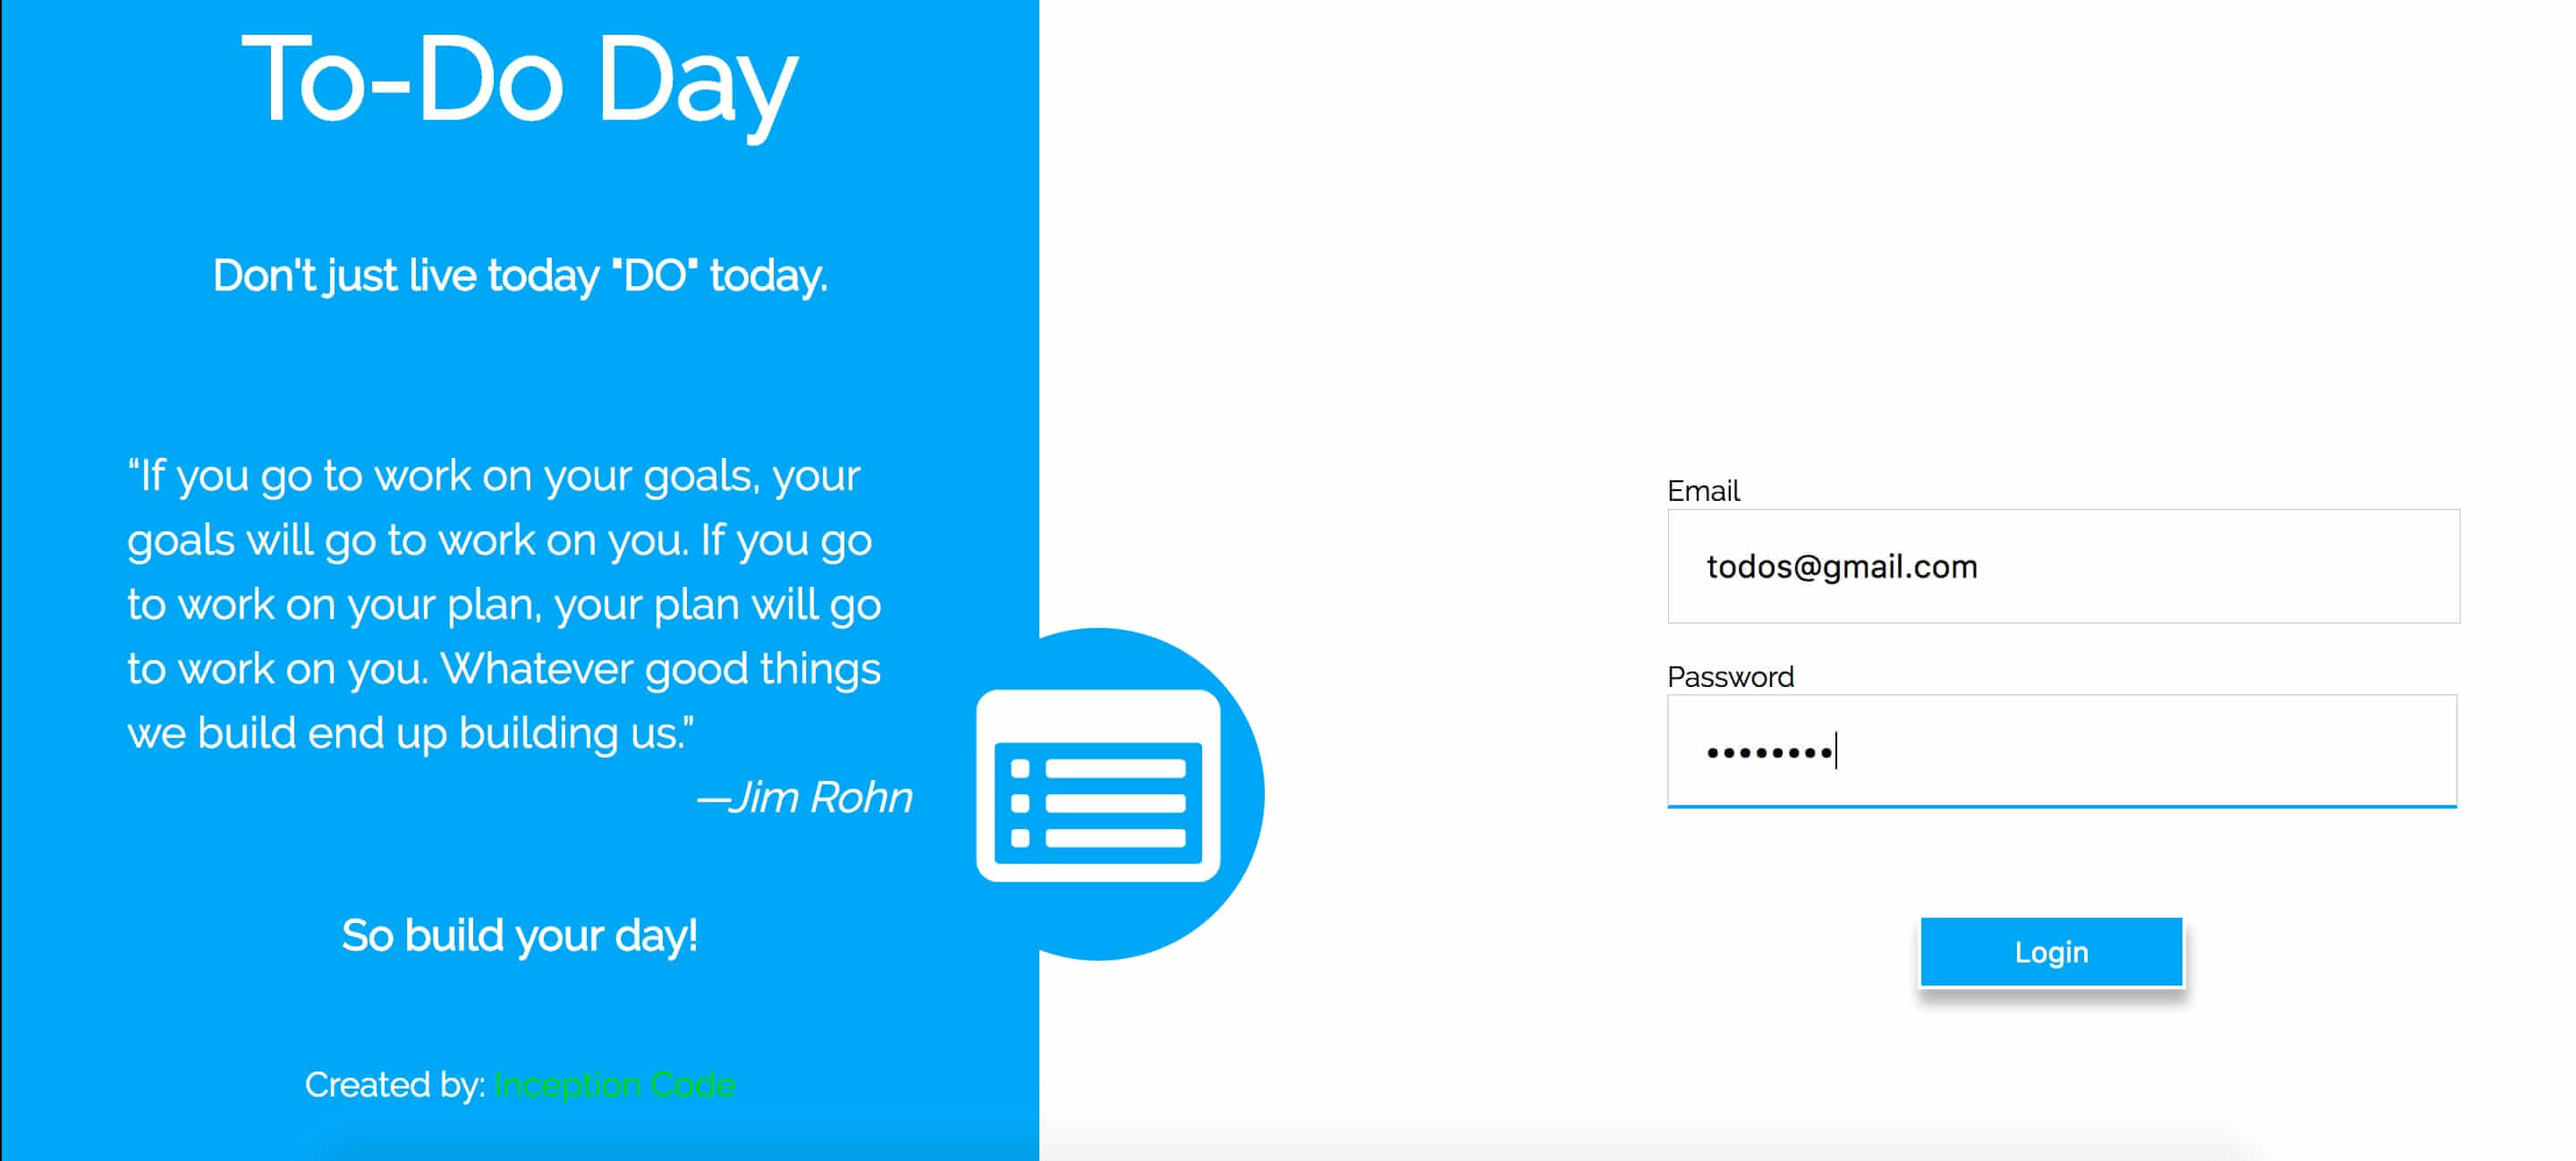 To-Do Day
Don't just live today "DO" today.
“If you go to work on your goals, your
goals will go to work on you. If you go
to work on your plan, your plan will go
to work on you. Whatever good things
we build end up building us.”
—Jim Rohn
So build your day!
Created by: Inception Code
Email
todos@gmail.com
Password
••••••••
Login